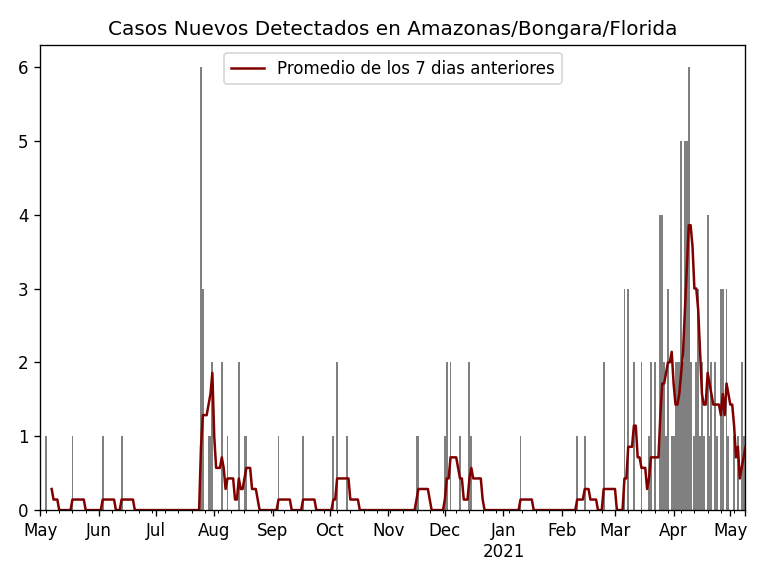 Casos Nuevos Detectados en Amazonas/Bongara/Florida
Promedio de los 7 dias anteriores
6
5
4
3
2
1
0
May Jun Jul Aug Sep Oct Nov Dec Jan Feb Mar Apr May
2021